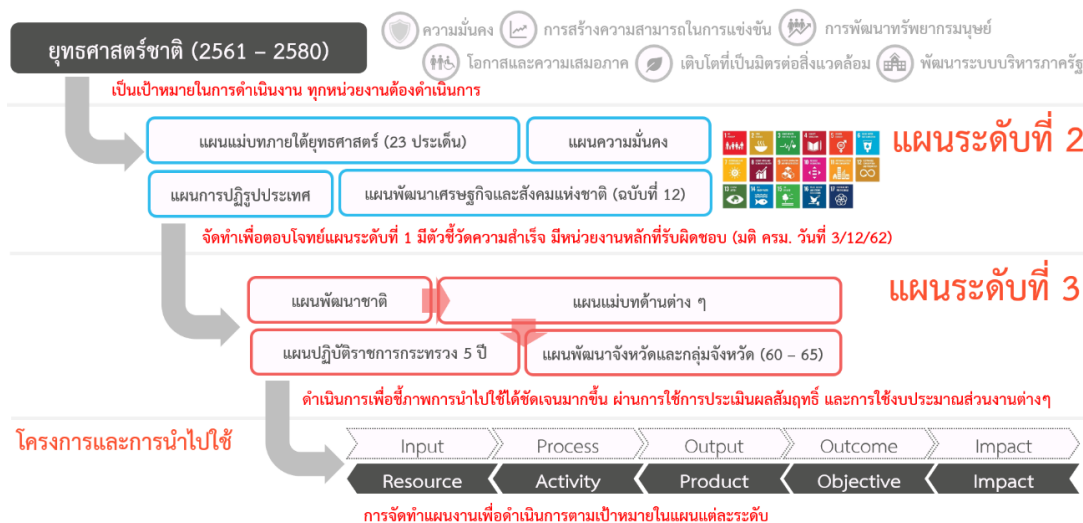 ยุทธศาสตร์ชาติ (2561 – 2580)
ความมั่นคง
การสร้างความสามารถในการแข่งขัน
การพัฒนาทรัพยากรมนุษย์
โอกาสและความเสมอภาค
เติบโตที่เป็นมิตรต่อสิ่งแวดล้อม
พัฒนาระบบบริหารภาครัฐ
เป็นเป้าหมายในการดำเนินงาน ทุกหน่วยงานต้องดำเนินการ
แผนระดับที่ 2
แผนแม่บทภายใต้ยุทธศาสตร์ (23 ประเด็น)
แผนความมั่นคง
แผนการปฏิรูปประเทศ
แผนพัฒนาเศรษฐกิจและสังคมแห่งชาติ (ฉบับที่ 12)
จัดทำเพื่อตอบโจทย์แผนระดับที่ 1 มีตัวชี้วัดความสำเร็จ มีหน่วยงานหลักที่รับผิดชอบ (มติ ครม. วันที่ 3/12/62)
แผนระดับที่ 3
แผนพัฒนาชาติ
แผนแม่บทด้านต่าง ๆ
แผนปฏิบัติราชการกระทรวง 5 ปี
แผนพัฒนาจังหวัดและกลุ่มจังหวัด (60 – 65)
ดำเนินการเพื่อชี้ภาพการนำไปใช้ได้ชัดเจนมากขึ้น ผ่านการใช้การประเมินผลสัมฤทธิ์ และการใช้งบประมาณส่วนงานต่างๆ
โครงการและการนำไปใช้
Input Process Output Outcome Impact
Resource Activity Product Objective Impact
การจัดทำแผนงานเพื่อดำเนินการตามเป้าหมายในแผนแต่ละระดับ